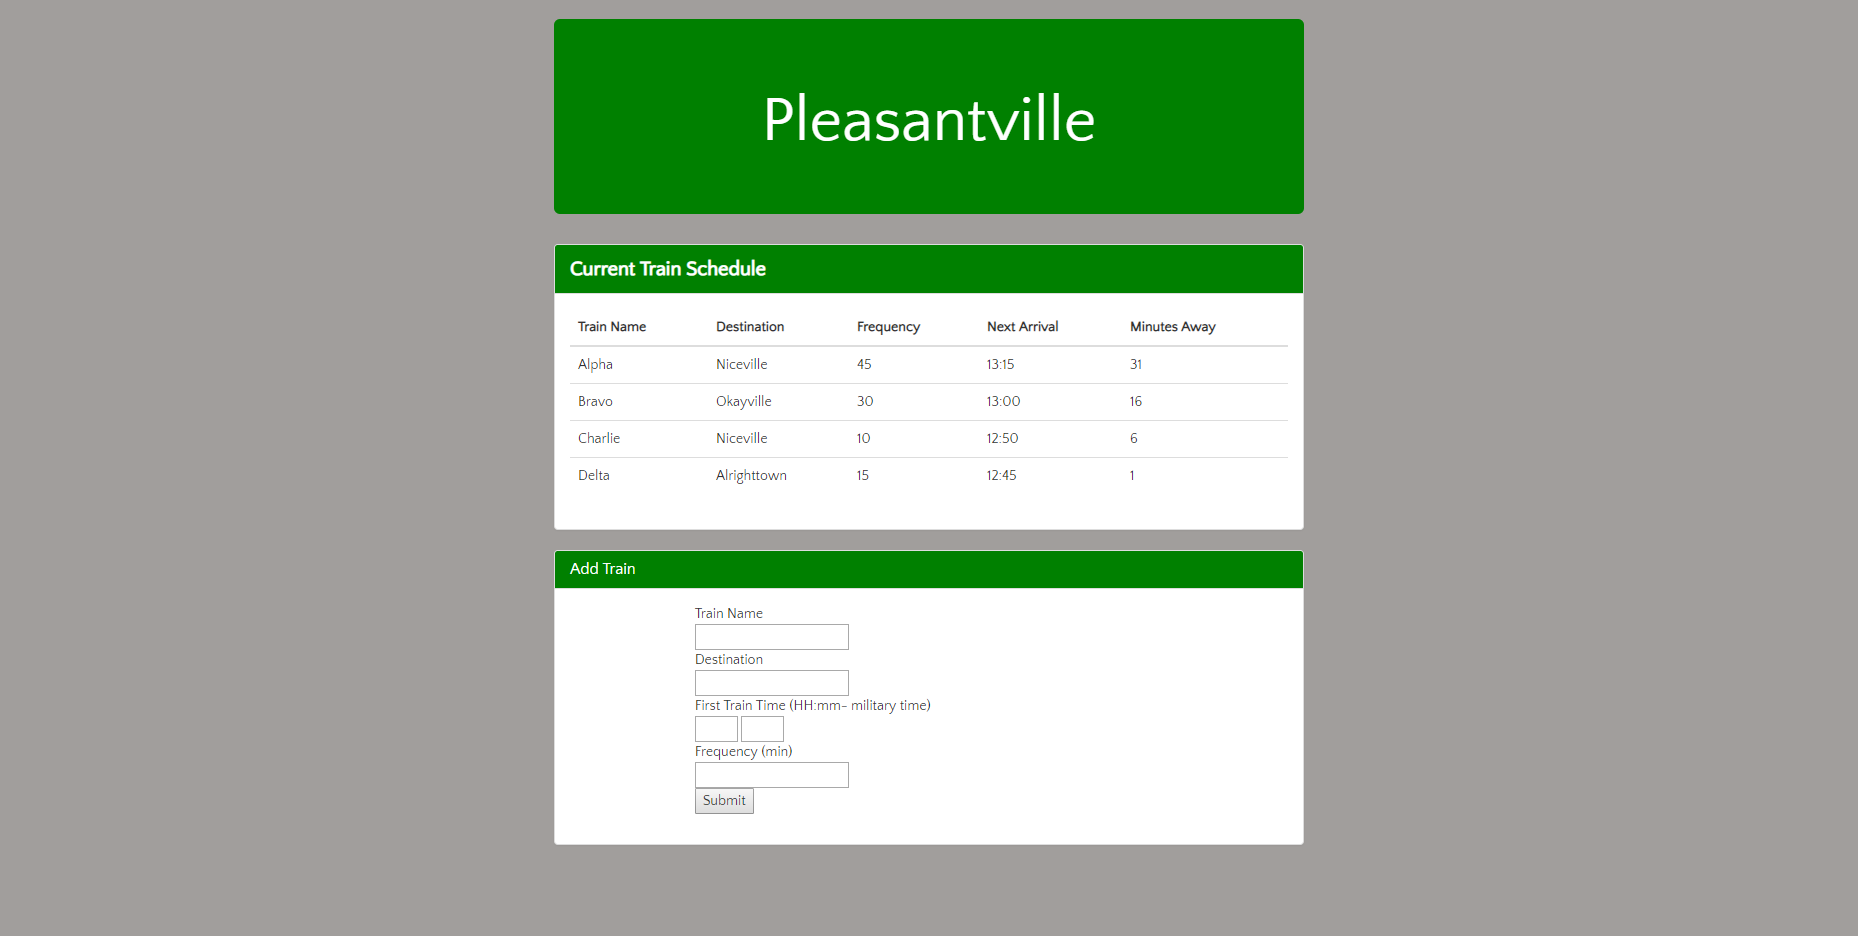 Pleasantville
Current Train Schedule
Train Name Destination Frequency Next Arrival Minutes Away
Alpha Niceville 45 13:15 31
Bravo Okayville 30 13:00 16
Charlie Niceville 10 12:50 6
Delta Alrighttown 15 12:45 1
Add Train
Train Name
Destination
First Train Time (HH:mm- military time)
Frequency (min)
Submit